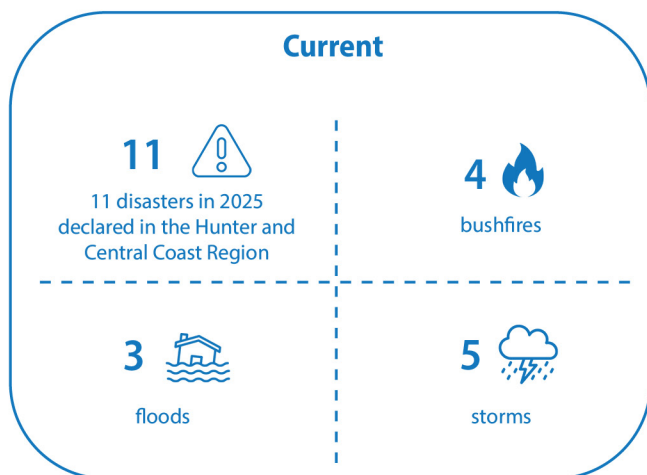 Current
11
11 disasters in 2025
declared in the Hunter and
Central Coast Region
4
bushfires
3
floods
5
storms